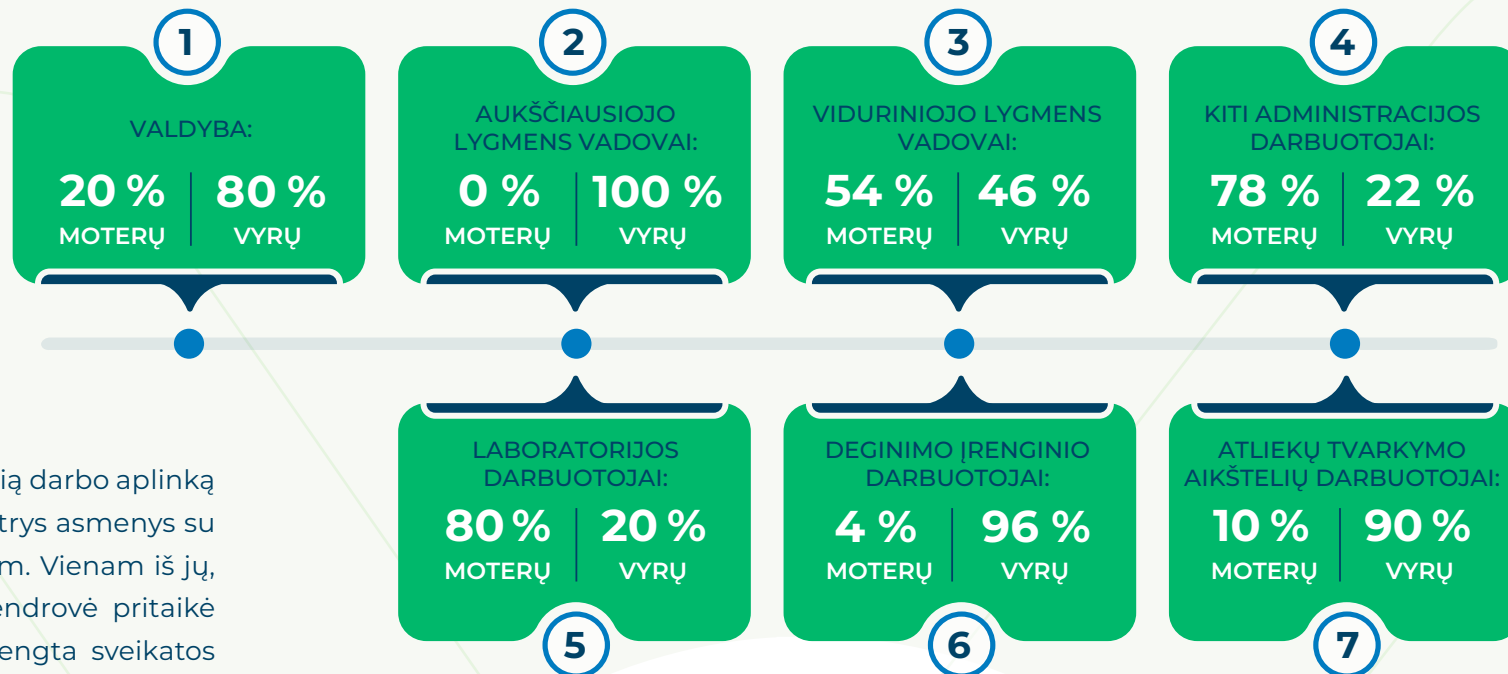 1
VALDYBA:
20 %
MOTERŲ
80 %
VYRŲ
2
AUKŠČIAUSIOJO
LYGMENS VADOVAI:
0 %
MOTERŲ
100 %
VYRŲ
3
VIDURINIOJO LYGMENS
VADOVAI:
54 %
MOTERŲ
46 %
VYRŲ
4
KITI ADMINISTRACIJOS
DARBUOTOJAI:
78 %
MOTERŲ
22 %
VYRŲ
ią darbo aplinką
trys asmenys su
m. Vienam iš jų,
endrovė pritaikė
engta sveikatos
LABORATORIJOS
DARBUOTOJAI:
80 %
MOTERŲ
20 %
VYRŲ
5
DEGINIMO ĮRENGINIO
DARBUOTOJAI:
4 %
MOTERŲ
96 %
VYRŲ
6
ATLIEKŲ TVARKYMO
AIKŠTELIŲ DARBUOTOJAI:
10 %
MOTERŲ
90 %
VYRŲ
7